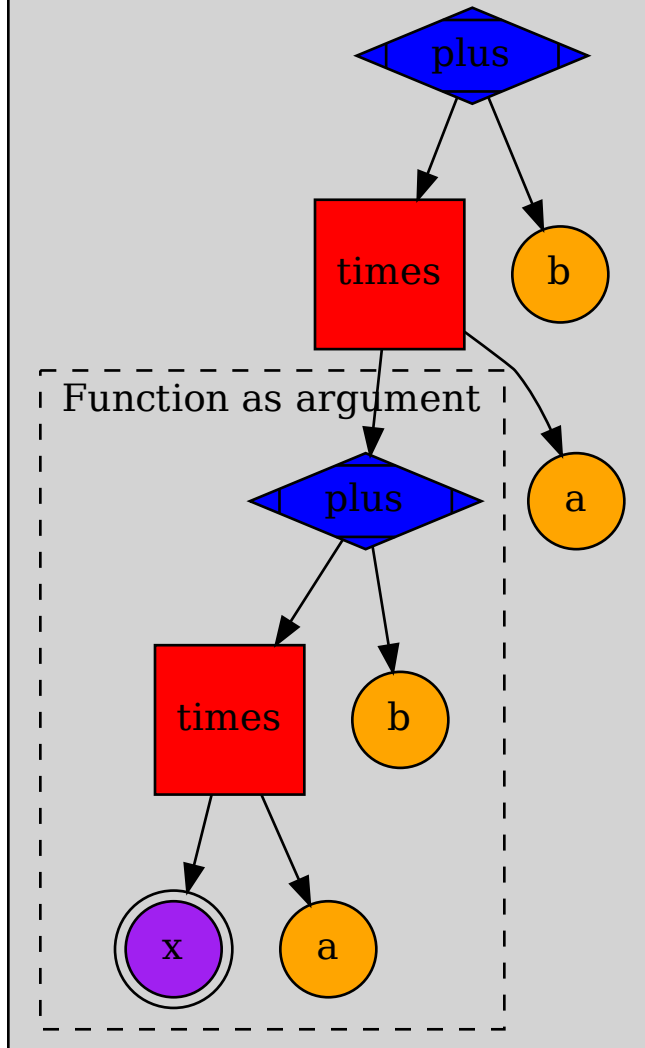 plus
times
b
Function as argument
plus
a
times
b
x
a